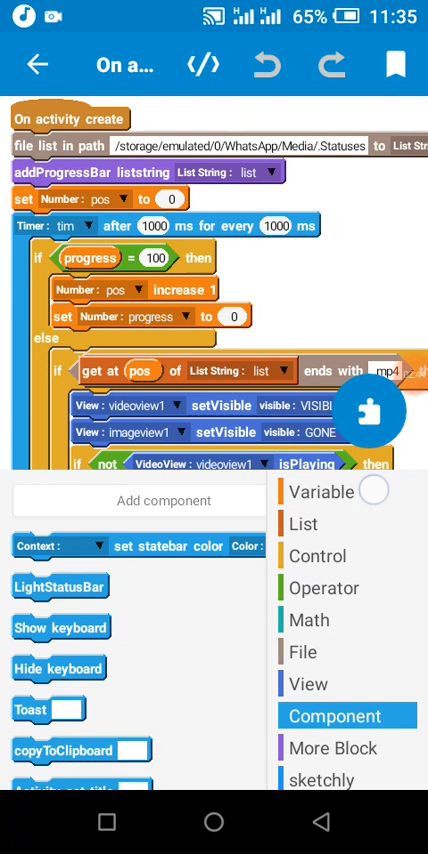 65% 11:35
On a...
On activity create
file list in path /storage/emulated/0/WhatsApp/Media/.Statuses to List Str
addProgressBar liststring List String : list
set Number : pos to 0
Timer : tim after 1000 ms for every 1000 ms
if progress = 100 then
Number : pos increase 1
set Number : progress to 0
else
if get at pos of List String : list ends with mp4
View : videoview1 setVisible visible : VISIBL
View : imageview1 setVisible visible : GONE
if not VideoView : videoview1 isPlaying then
Add component
Context : set statebar color Color :
LightStatusBar
Show keyboard
Hide keyboard
Toast
copyToClipboard
Variable
List
Control
Operator
Math
File
View
Component
More Block
sketchly